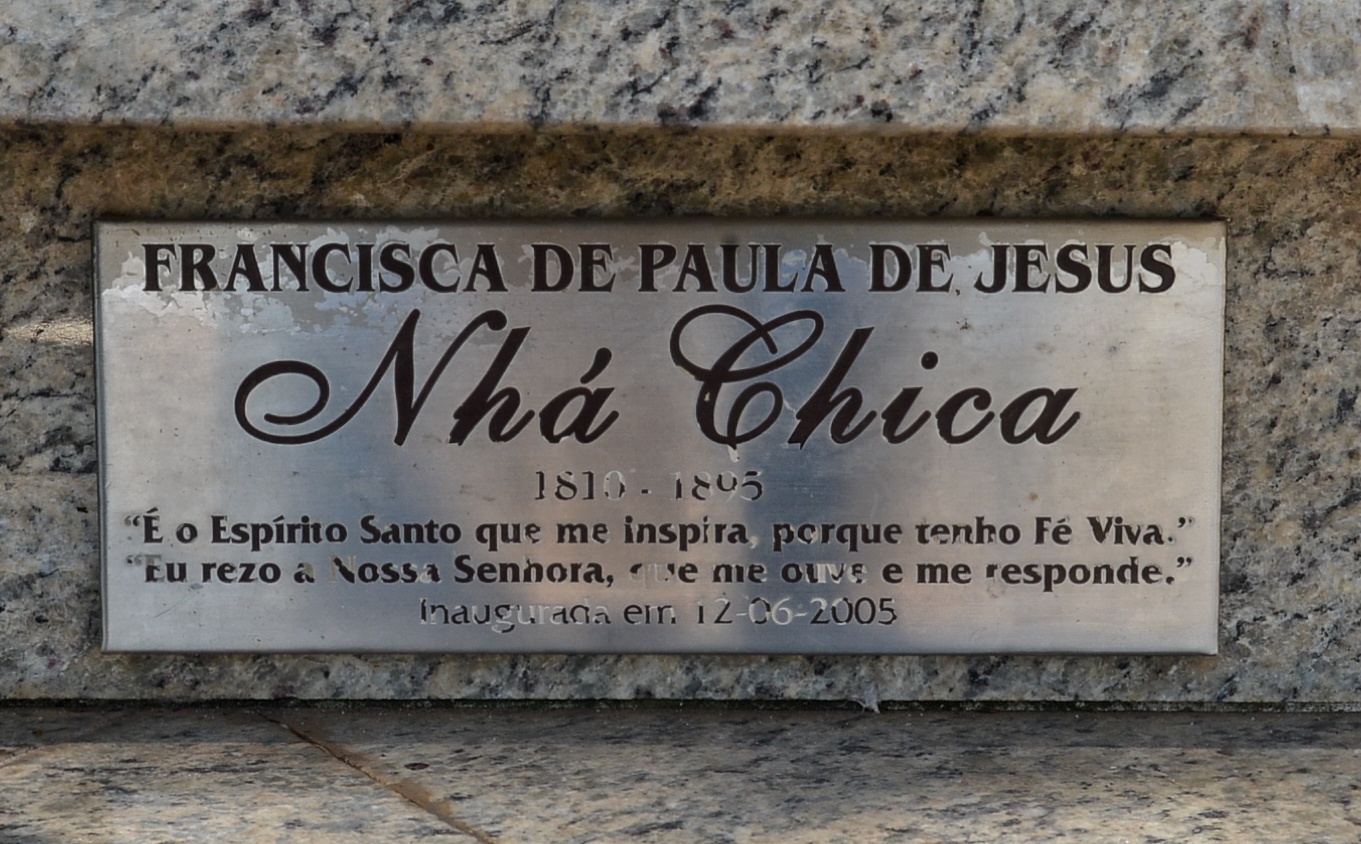 FRANCISCA DE PAULA DE JESUS
Nhá Chica
1810 - 1895
“É o Espírito Santo que me inspira, porque tenho Fé Viva.”
“Eu rezo a Nossa Senhora, que me ouve e me responde.”
Inaugurada em 12-06-2005